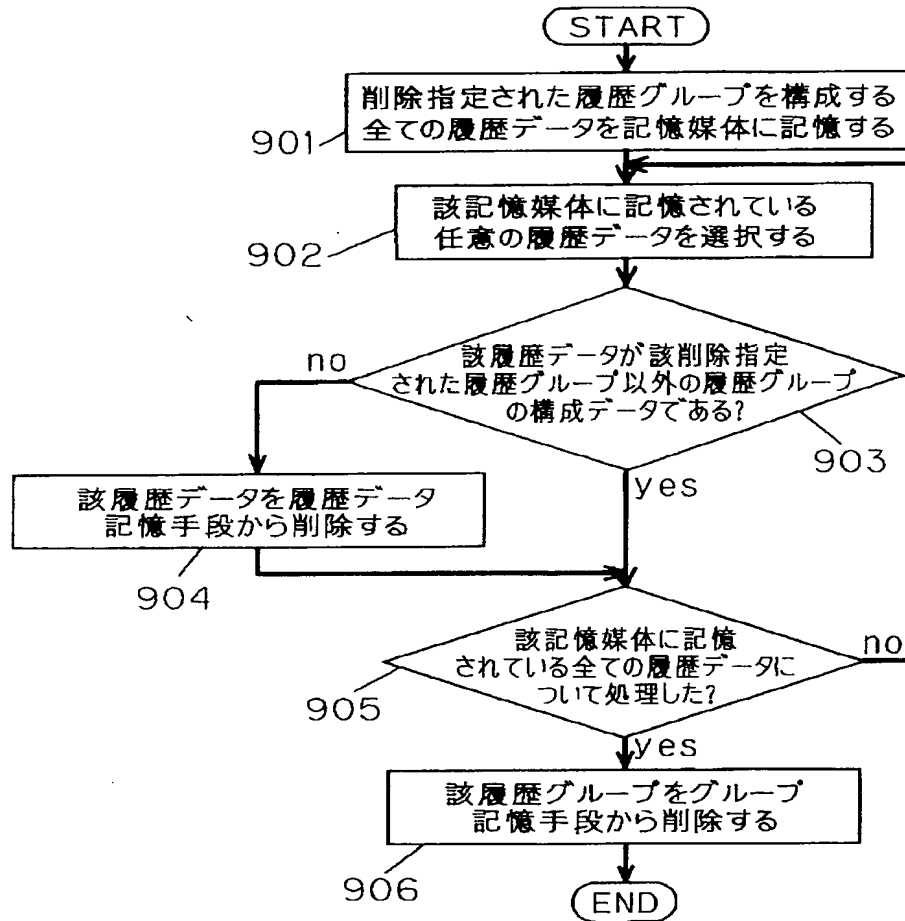 START
削除指定された履歴グループを構成する
全ての履歴データを記憶媒体に記憶する
901
該記憶媒体に記憶されている
任意の履歴データを選択する
902
該履歴データが該削除指定
された履歴グループ以外の履歴グループ
の構成データである?
no
903
yes
該履歴データを履歴データ
記憶手段から削除する
904
該記憶媒体に記憶
されている全ての履歴データに
ついて処理した?
no
905
yes
該履歴グループをグループ
記憶手段から削除する
906
END